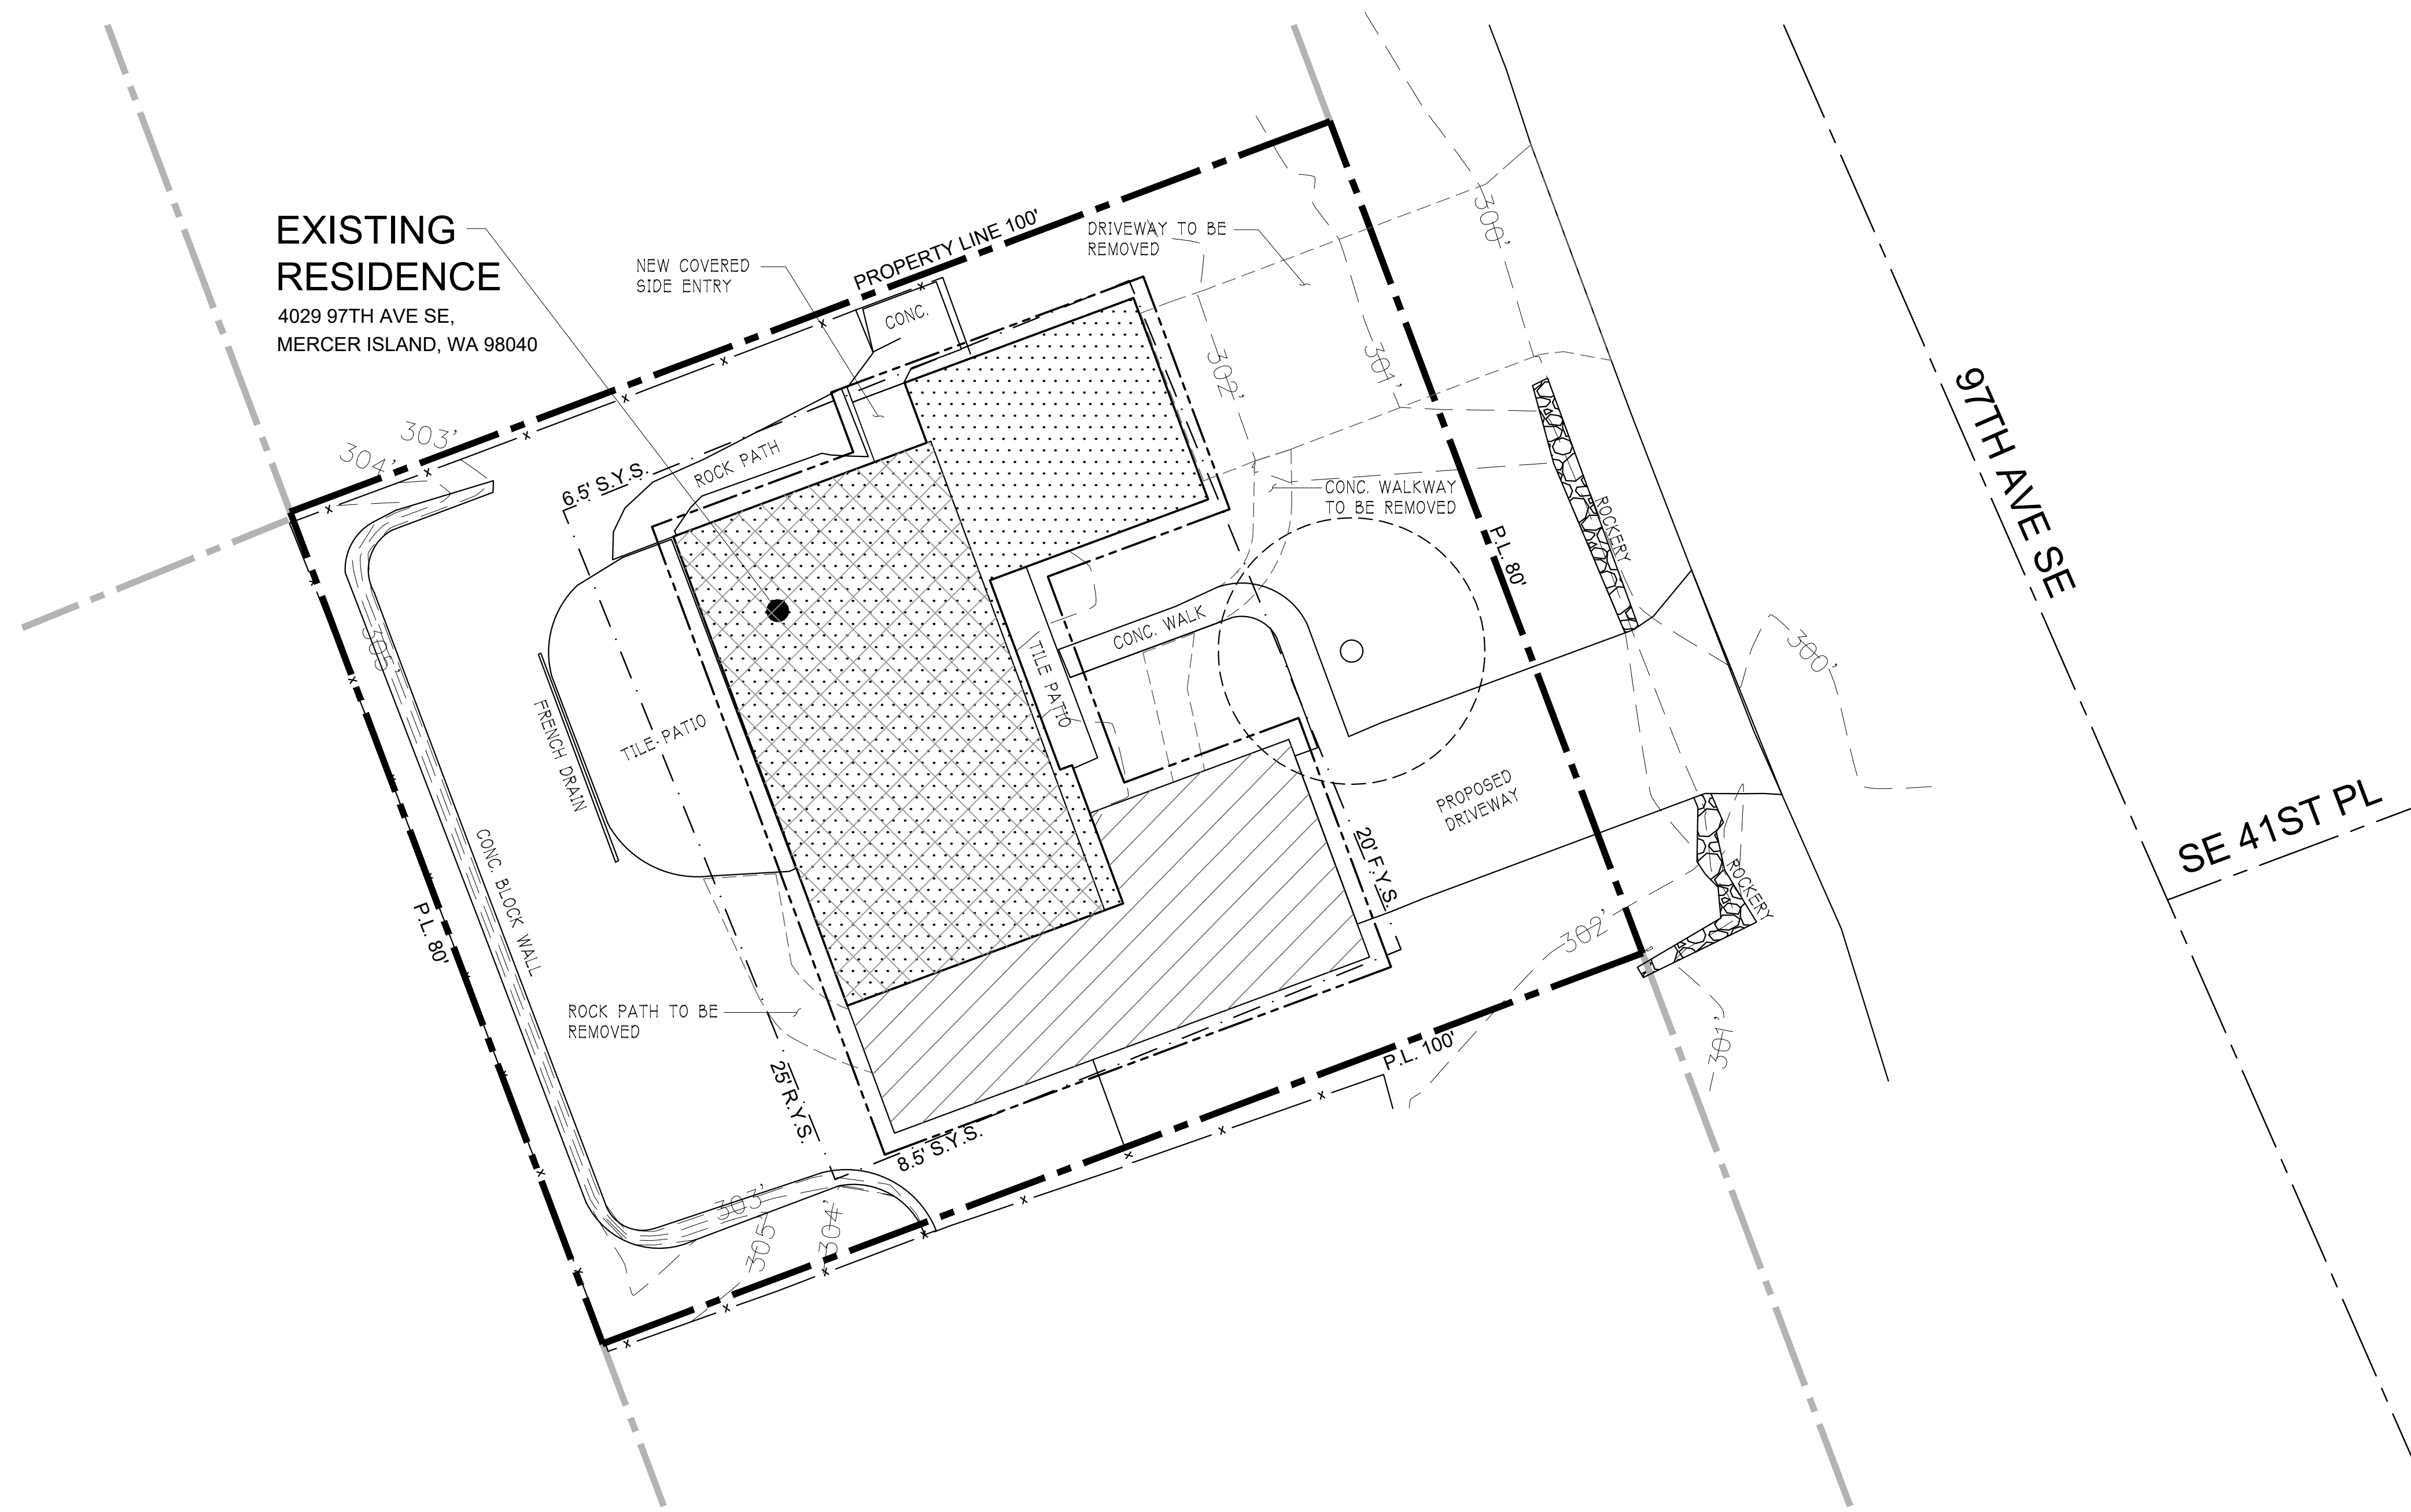 EXISTING
RESIDENCE
4029 97TH AVE SE,
MERCER ISLAND, WA 98040
NEW COVERED
SIDE ENTRY
PROPERTY LINE 100'
DRIVEWAY TO BE
REMOVED
300'
CONC.
302'
301'
97TH AVE SE
303'
304'
ROCK PATH
6.5' S.Y.S.
CONC. WALKWAY
TO BE REMOVED
ROCKERY
P.L. 80'
305'
CONC. WALK
TILE PATIO
300'
FRENCH DRAIN
TILE PATIO
PROPOSED
DRIVEWAY
SE 41ST PL
20' F.Y.S.
CONC. BLOCK WALL
ROCKERY
P.L. 80'
302'
ROCK PATH TO BE
REMOVED
301'
P.L. 100'
25' R.Y.S.
8.5' S.Y.S.
303'
305'
304'